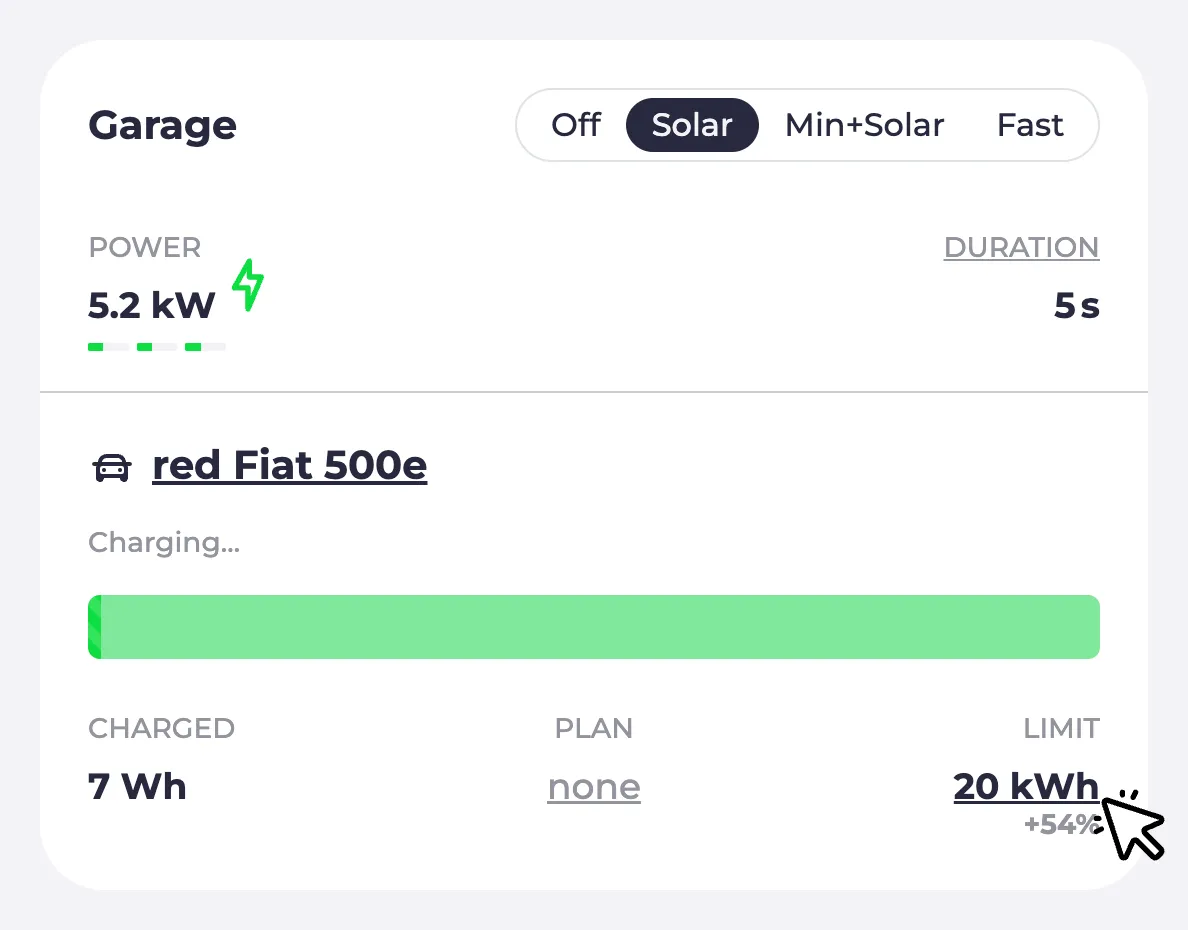 Garage
Off Solar Min+Solar Fast
POWER DURATION
5.2 kW 5 s
red Fiat 500e
Charging...
CHARGED PLAN LIMIT
7 Wh none 20 kWh
+54%